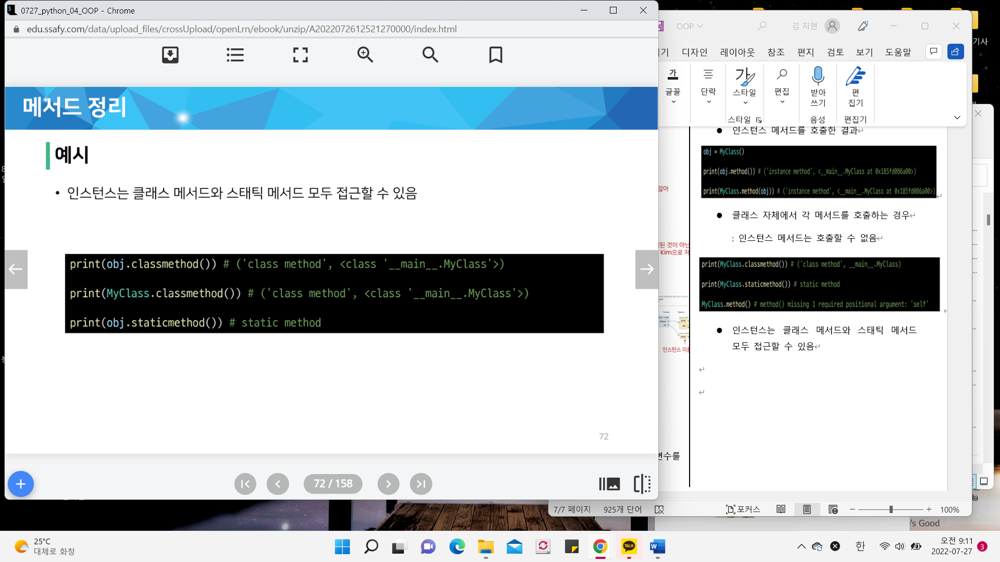 0727_python_04_OOP - Chrome
edu.ssafy.com/data/upload_files/crossUpload/openLrn/ebook/unzip/A2022072612521270000/index.html
메서드 정리
예시
• 인스턴스는 클래스 메서드와 스태틱 메서드 모두 접근할 수 있음
print(obj.classmethod()) # ('class method', <class '__main__.MyClass'>)
print(MyClass.classmethod()) # ('class method', <class '__main__.MyClass'>)
print(obj.staticmethod()) # static method
72
72 / 158
OOP
김 지현
디자인 레이아웃 참조 편지 검토 보기 도움말
글꼴
단락
스타일
편집
받아
쓰기
편
집기
스타일
음성
편집기
● 인스턴스 메서드를 호출한 결과
obj = MyClass()
print(obj.method()) # ('instance method', <__main__.MyClass at 0x185fd086a00>)
print(MyClass.method(obj)) # ('instance method', <__main__.MyClass at 0x185fd086a00>)
● 클래스 자체에서 각 메서드를 호출하는 경우
: 인스턴스 메서드는 호출할 수 없음
print(MyClass.classmethod()) # ('class method', __main__.MyClass)
print(MyClass.staticmethod()) # static method
MyClass.method() # method() missing 1 required positional argument: 'self'
● 인스턴스는 클래스 메서드와 스태틱 메서드
모두 접근할 수 있음
않아
된 것이 아닌
Kim으로 저
인스턴스 이름
변수를
7/7 페이지
925개 단어
포커스
100%
기사
's Good
25°C
대체로 화창
TALK
한
오전 9:11
2022-07-27
3